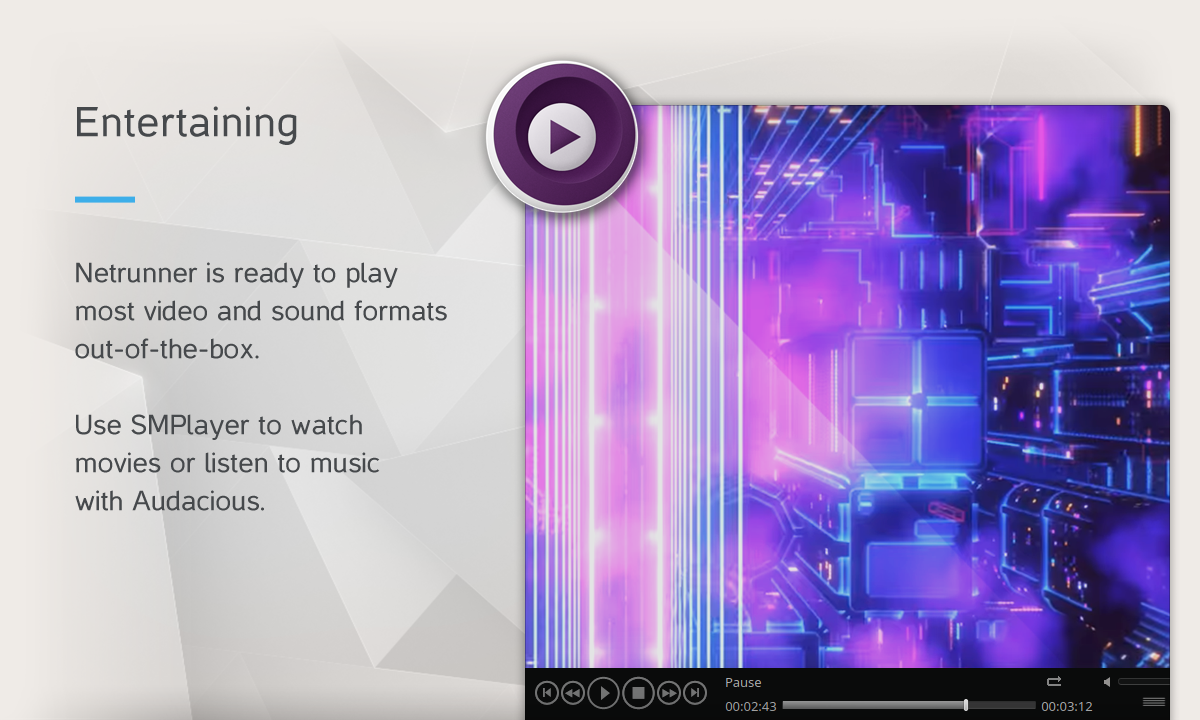 Entertaining
Netrunner is ready to play
most video and sound formats
out-of-the-box.
Use SMPlayer to watch
movies or listen to music
with Audacious.
Pause
00:02:43
00:03:12